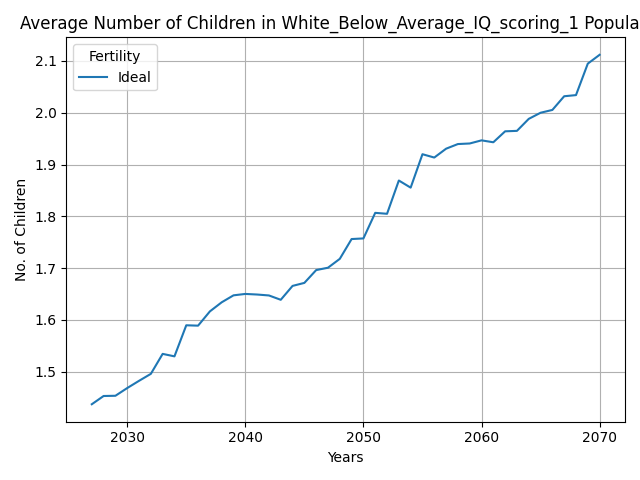 Average Number of Children in White_Below_Average_IQ_scoring_1 Popula
Fertility
Ideal
2.1
2.0
1.9
1.8
1.7
1.6
1.5
No. of Children
2030 2040 2050 2060 2070
Years